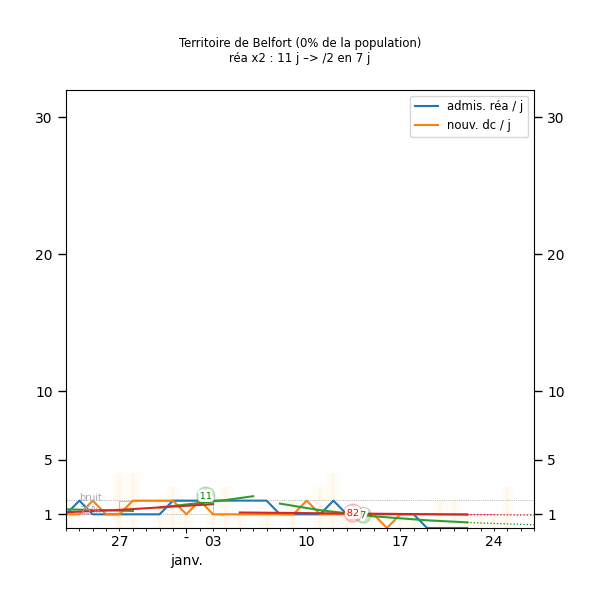 Territoire de Belfort (0% de la population)
réa x2 : 11 j –> /2 en 7 j
admis. réa / j
nouv. dc / j
30 30
20 20
10 10
5 5
bruit
11
82 7
1 1
27 - 03 10 17 24
janv.